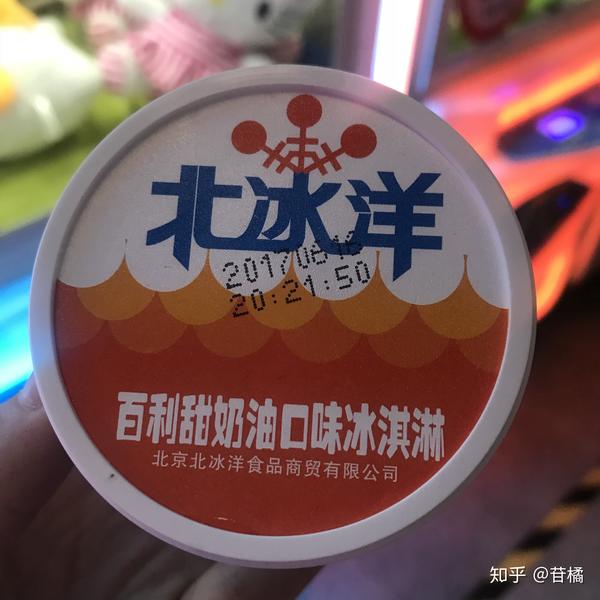 北冰洋
20170816
20:21:50
百利甜奶油口味冰淇淋
北京北冰洋食品商贸有限公司
知乎 @苷橘